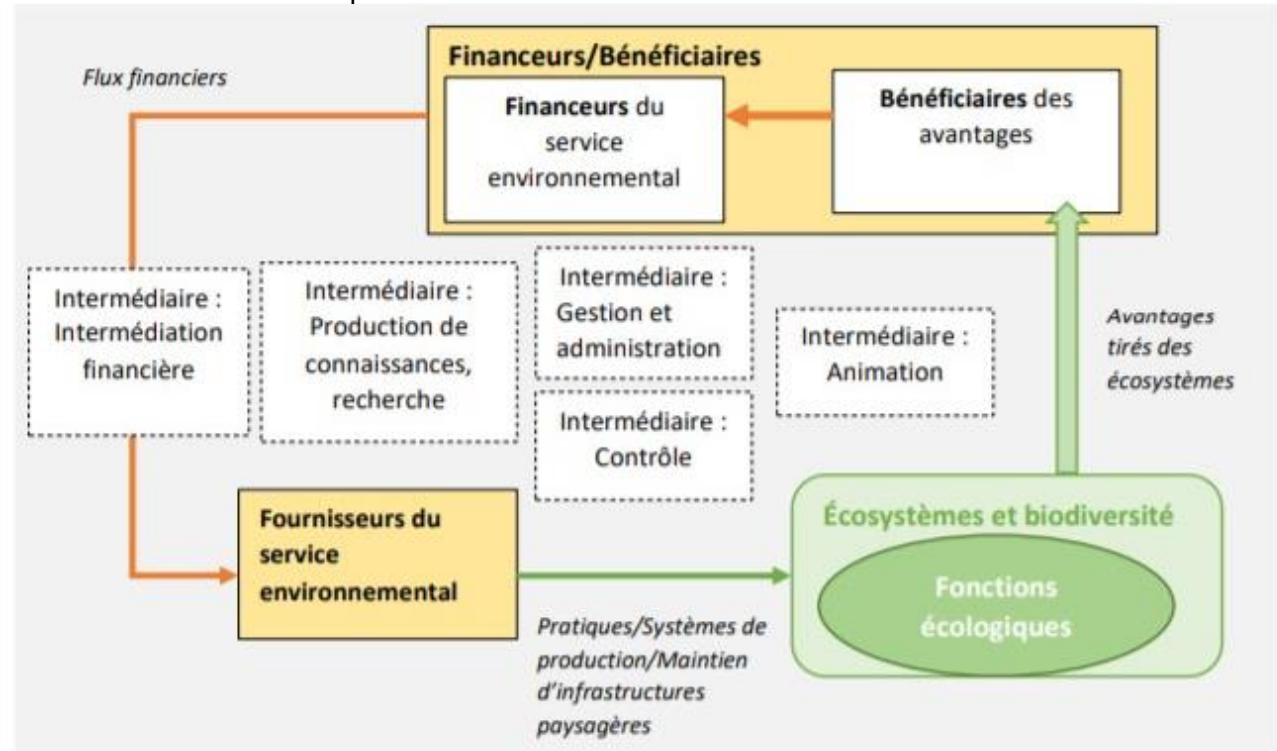 Flux financiers
Financeurs/Bénéficiaires
Financeurs du
service
environnemental
Bénéficiaires des
avantages
Intermédiaire :
Intermédiation
financière
Intermédiaire :
Production de
connaissances,
recherche
Intermédiaire :
Gestion et
administration
Intermédiaire :
Contrôle
Intermédiaire :
Animation
Avantages
tirés des
écosystèmes
Fournisseurs du
service
environnemental
Pratiques/Systèmes de
production/Maintien
d'infrastructures
paysagères
Écosystèmes et biodiversité
Fonctions
écologiques